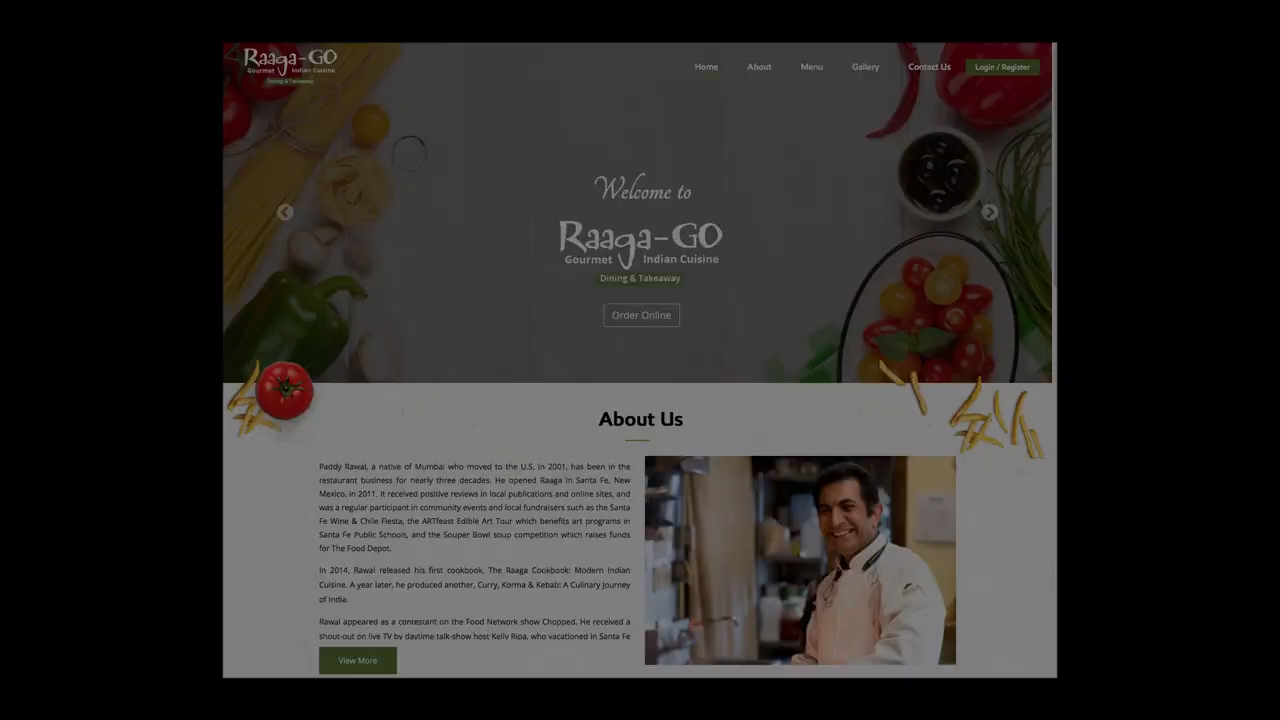 Raaga-GO
Gourmet Indian Cuisine
Dining & Takeaway
Home About Menu Gallery Contact Us Login / Register
Welcome to
Raaga-GO
Gourmet Indian Cuisine
Dining & Takeaway
Order Online
About Us
Paddy Rawal, a native of Mumbai who moved to the U.S. in 2001, has been in the
restaurant business for nearly three decades. He opened Raaga in Santa Fe, New
Mexico, in 2011. It received positive reviews in local publications and online sites, and
was a regular participant in community events and local fundraisers such as the Santa
Fe Wine & Chile Fiesta, the ARTfeast Edible Art Tour which benefits art programs in
Santa Fe Public Schools, and the Souper Bowl soup competition which raises funds
for The Food Depot.
In 2014, Rawal released his first cookbook, The Raaga Cookbook: Modern Indian
Cuisine. A year later, he produced another, Curry, Korma & Kebab: A Culinary Journey
of India.
Rawal appeared as a contestant on the Food Network show Chopped. He received a
shout-out on live TV by daytime talk-show host Kelly Ripa, who vacationed in Santa Fe
View More